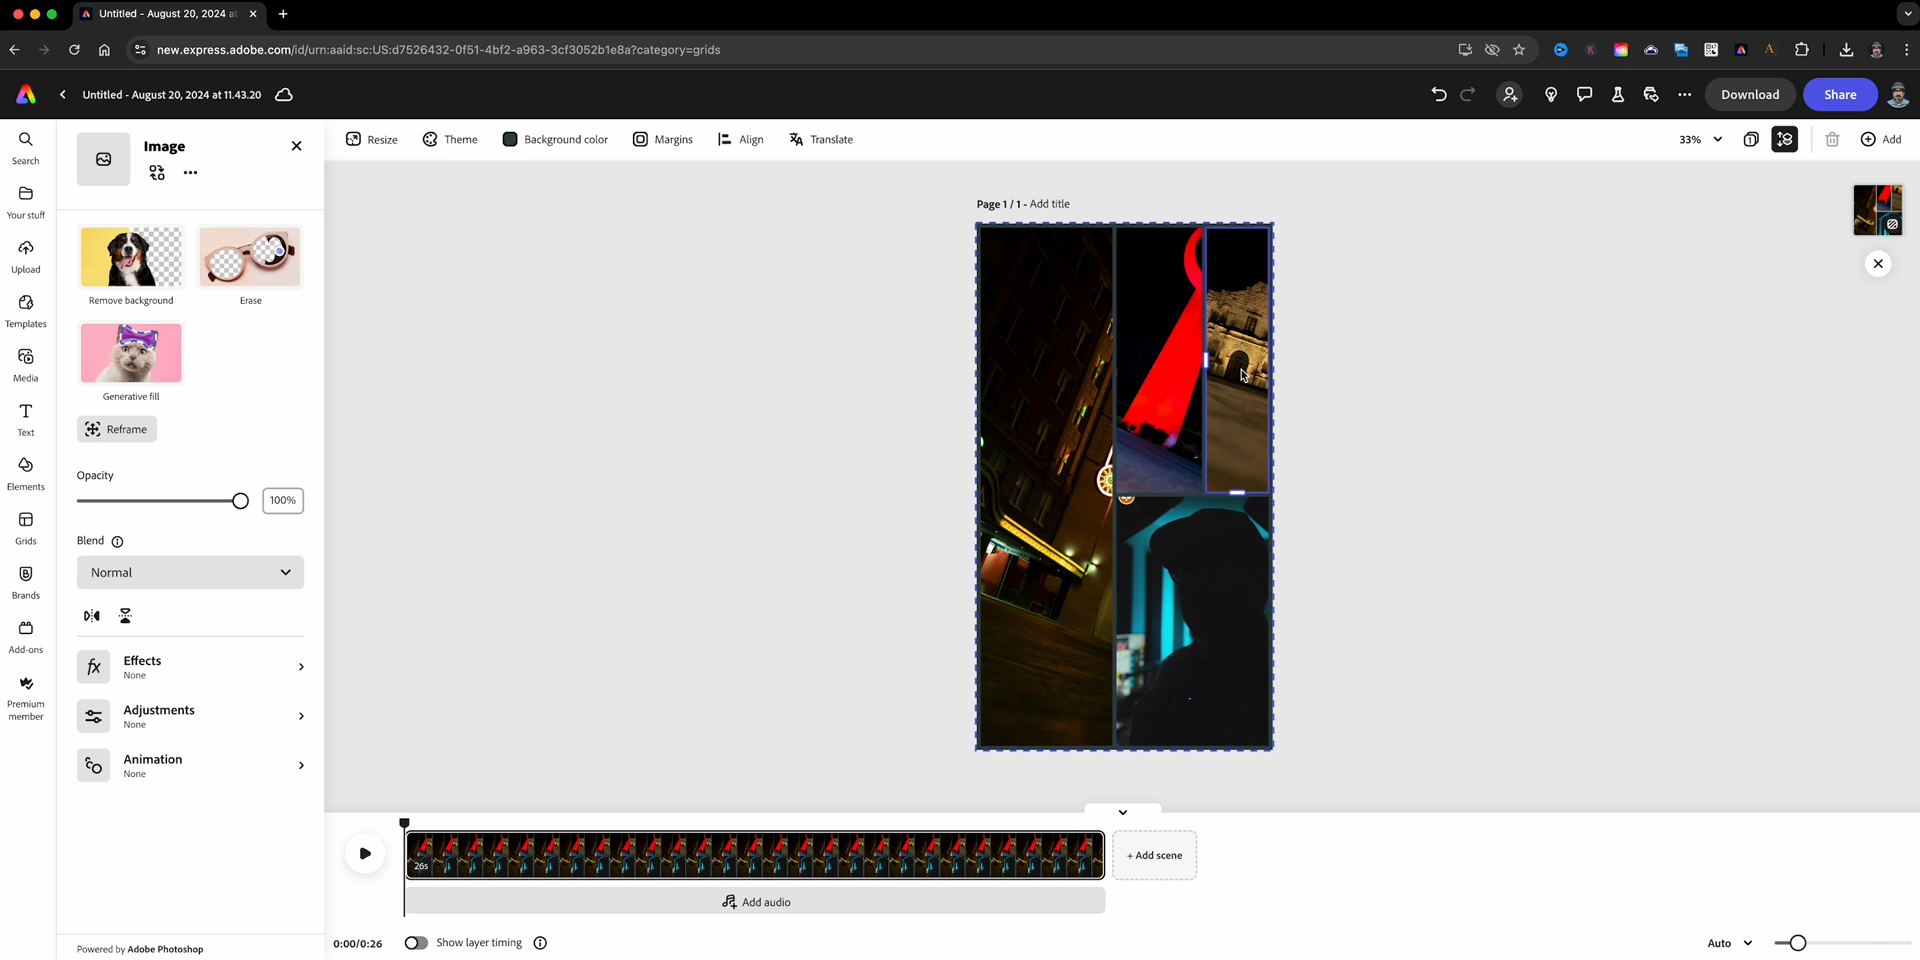 Untitled - August 20, 2024 at
new.express.adobe.com/id/urn:aaid:sc:US:d7526432-0f51-4bf2-a963-3cf3052b1e8a?category=grids
Untitled - August 20, 2024 at 11.43.20
Download
Share
Search
Your stuff
Upload
Templates
Media
Text
Elements
Grids
Brands
Add-ons
Premium
member
Image
Remove background
Erase
Generative fill
Reframe
Opacity
100%
Blend
Normal
Effects
None
Adjustments
None
Animation
None
Powered by Adobe Photoshop
Resize
Theme
Background color
Margins
Align
Translate
33%
Add
Page 1 / 1 - Add title
26s
+ Add scene
Add audio
0:00/0:26
Show layer timing
Auto